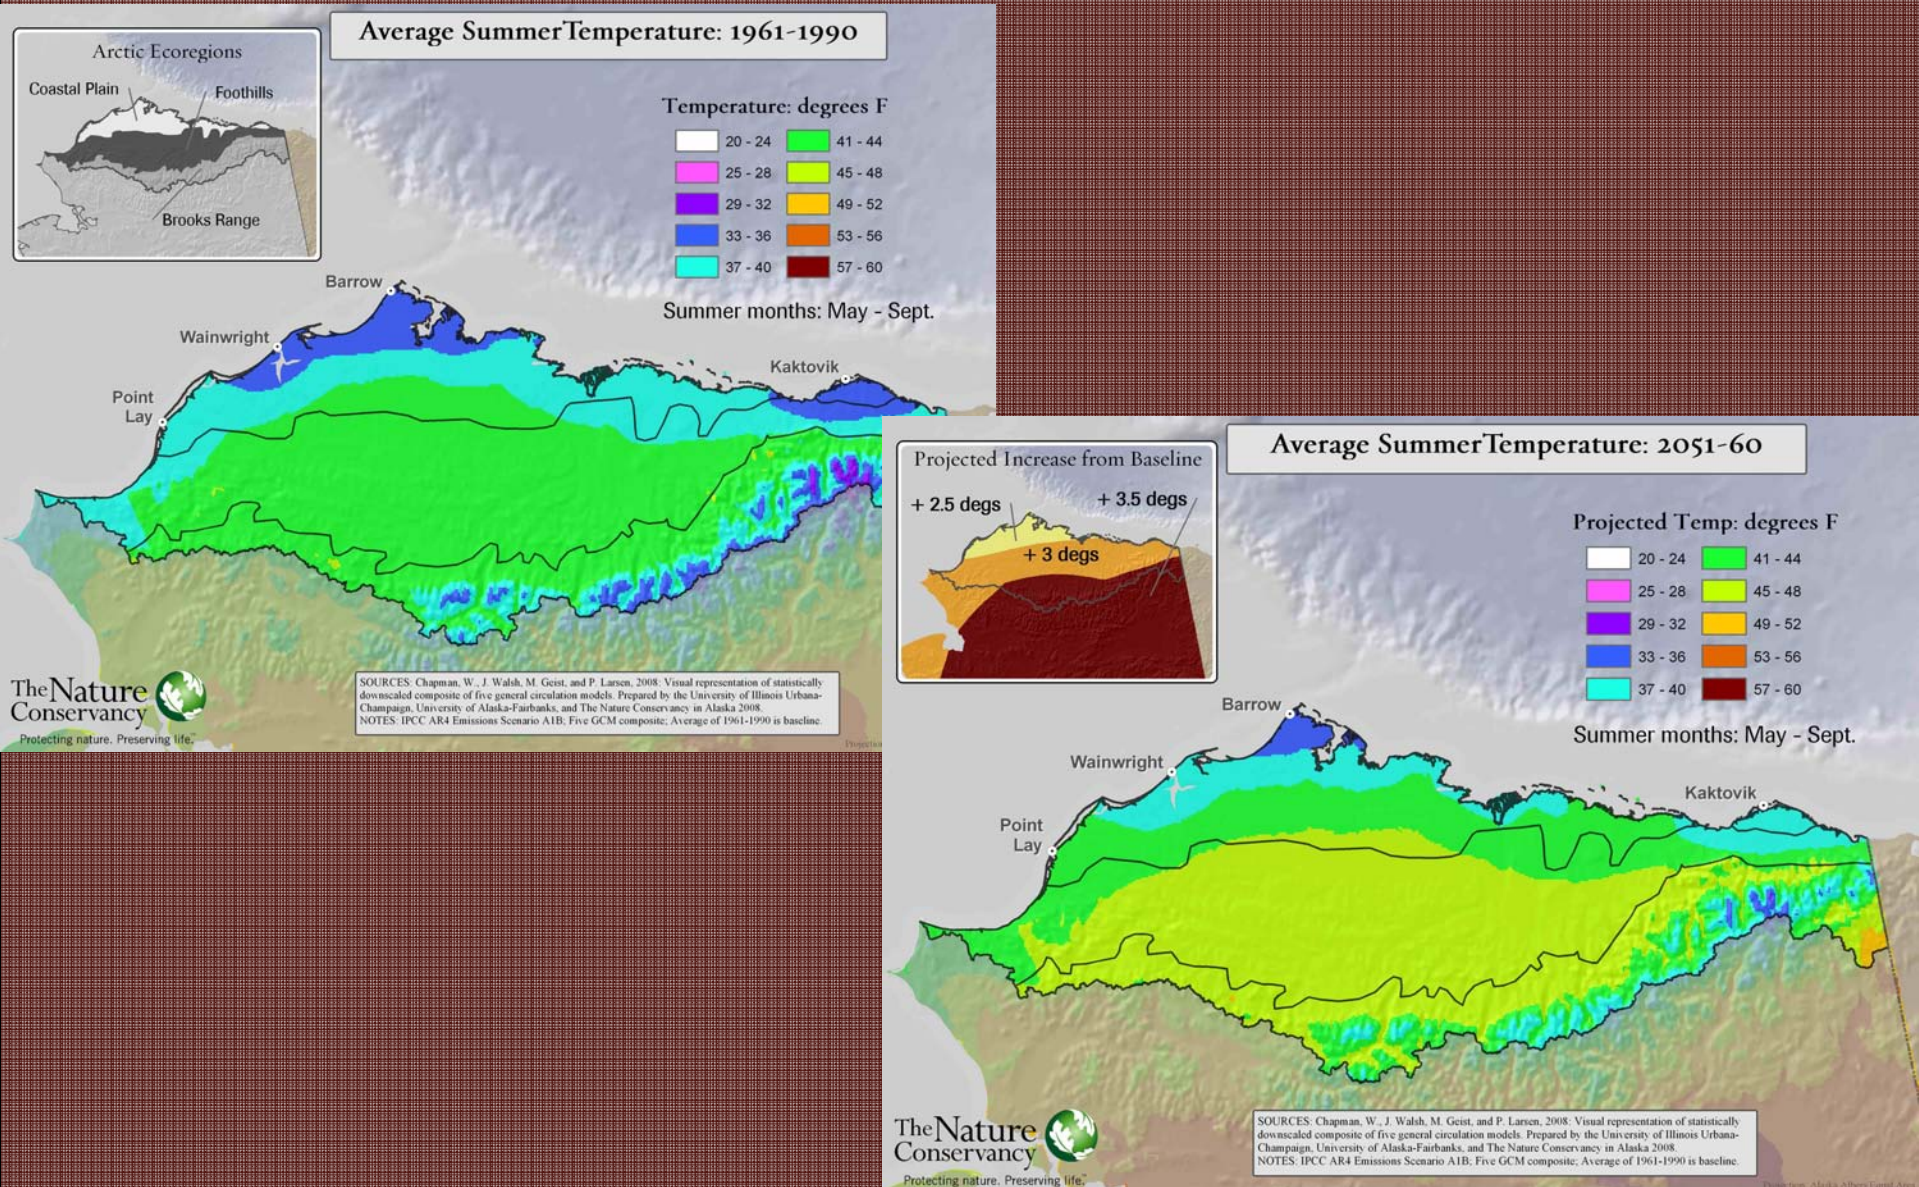 Average Summer Temperature: 1961-1990
Arctic Ecoregions
Coastal Plain
Foothills
Brooks Range
Temperature: degrees F
20 - 24
41 - 44
25 - 28
45 - 48
29 - 32
49 - 52
33 - 36
53 - 56
37 - 40
57 - 60
Summer months: May - Sept.
Barrow
Wainwright
Kaktovik
Point
Lay
The Nature
Conservancy
Protecting nature. Preserving life.™
SOURCES: Chapman, W., J. Walsh, M. Geist, and P. Larsen, 2008: Visual representation of statistically
downscaled composite of five general circulation models. Prepared by the University of Illinois Urbana-
Champaign, University of Alaska-Fairbanks, and The Nature Conservancy in Alaska 2008.
NOTES: IPCC AR4 Emissions Scenario A1B; Five GCM composite; Average of 1961-1990 is baseline.
Average Summer Temperature: 2051-60
Projected Increase from Baseline
+ 2.5 degs
+ 3.5 degs
+ 3 degs
Projected Temp: degrees F
20 - 24
41 - 44
25 - 28
45 - 48
29 - 32
49 - 52
33 - 36
53 - 56
37 - 40
57 - 60
Summer months: May - Sept.
Barrow
Wainwright
Kaktovik
Point
Lay
The Nature
Conservancy
Protecting nature. Preserving life.™
SOURCES: Chapman, W., J. Walsh, M. Geist, and P. Larsen, 2008: Visual representation of statistically
downscaled composite of five general circulation models. Prepared by the University of Illinois Urbana-
Champaign, University of Alaska-Fairbanks, and The Nature Conservancy in Alaska 2008.
NOTES: IPCC AR4 Emissions Scenario A1B; Five GCM composite; Average of 1961-1990 is baseline.
Projection: Alaska Albers Equal Area